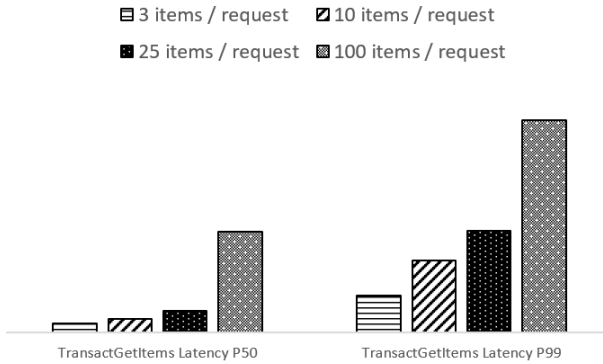 3 items / request 10 items / request
25 items / request 100 items / request
TransactGetItems Latency P50 TransactGetItems Latency P99